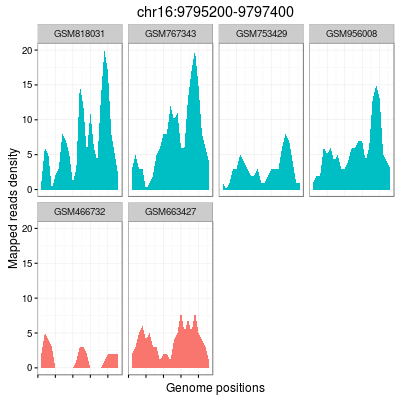 chr16:9795200-9797400
GSM818031 GSM767343 GSM753429 GSM956008
20
15
10
5
0
Mapped reads density
GSM466732 GSM663427
20
15
10
5
0
Genome positions